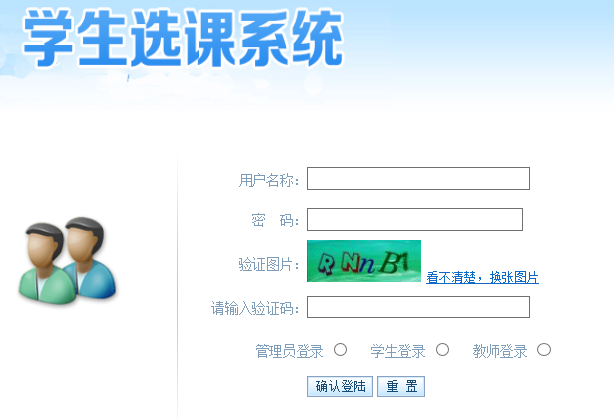 学生选课系统
用户名称：
密 码：
验证图片： RNnB1 看不清楚，换张图片
请输入验证码：
管理员登录 学生登录 教师登录
确认登陆 重 置